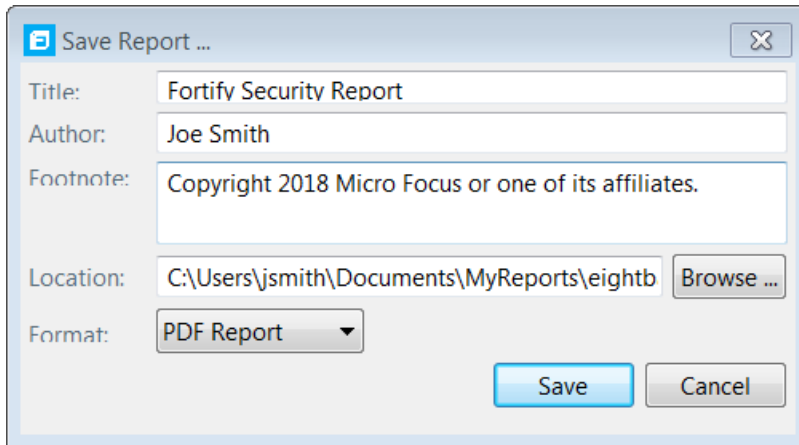 Save Report ...
Title: Fortify Security Report
Author: Joe Smith
Footnote: Copyright 2018 Micro Focus or one of its affiliates.
Location: C:\Users\jsmith\Documents\MyReports\eightb Browse ...
Format: PDF Report
Save Cancel